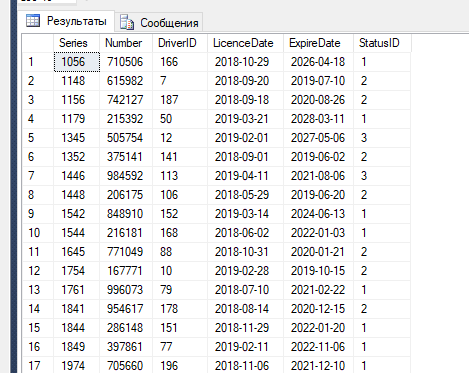 Результаты Сообщения
Series Number DriverID LicenceDate ExpireDate StatusID
1 1056 710506 166 2018-10-29 2026-04-18 1
2 1148 615982 7 2018-09-20 2019-07-10 2
3 1156 742127 187 2018-09-18 2020-08-26 2
4 1179 215392 50 2019-03-21 2028-03-11 1
5 1345 505754 12 2019-02-01 2027-05-06 3
6 1352 375141 141 2018-09-01 2019-06-02 2
7 1446 984592 113 2019-04-11 2021-08-06 3
8 1448 206175 106 2018-05-29 2019-06-20 2
9 1542 848910 152 2019-03-14 2024-06-13 1
10 1544 216181 168 2018-06-02 2022-01-03 1
11 1645 771049 88 2018-10-31 2020-01-21 2
12 1754 167771 10 2019-02-28 2019-10-15 2
13 1761 996073 79 2018-07-10 2021-02-22 1
14 1841 954617 178 2018-08-14 2020-12-15 2
15 1844 286148 151 2018-11-29 2022-01-20 1
16 1849 397861 77 2019-02-11 2022-11-06 1
17 1974 705660 196 2018-11-06 2021-12-10 1